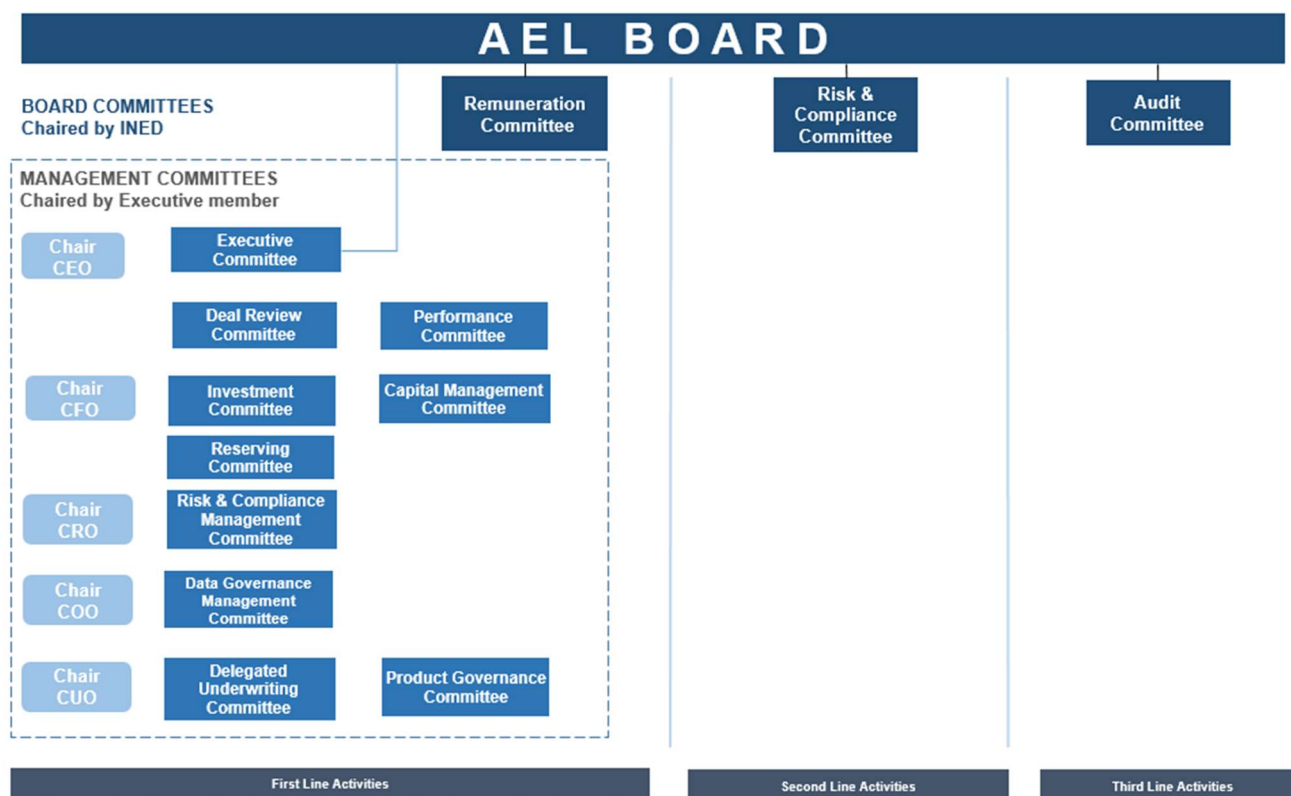 AEL BOARD
BOARD COMMITTEES
Chaired by INED
Remuneration
Committee
Risk &
Compliance
Committee
Audit
Committee
MANAGEMENT COMMITTEES
Chaired by Executive member
Chair
CEO
Executive
Committee
Deal Review
Committee
Performance
Committee
Chair
CFO
Investment
Committee
Capital Management
Committee
Reserving
Committee
Chair
CRO
Risk & Compliance
Management
Committee
Chair
COO
Data Governance
Management
Committee
Chair
CUO
Delegated
Underwriting
Committee
Product Governance
Committee
First Line Activities
Second Line Activities
Third Line Activities